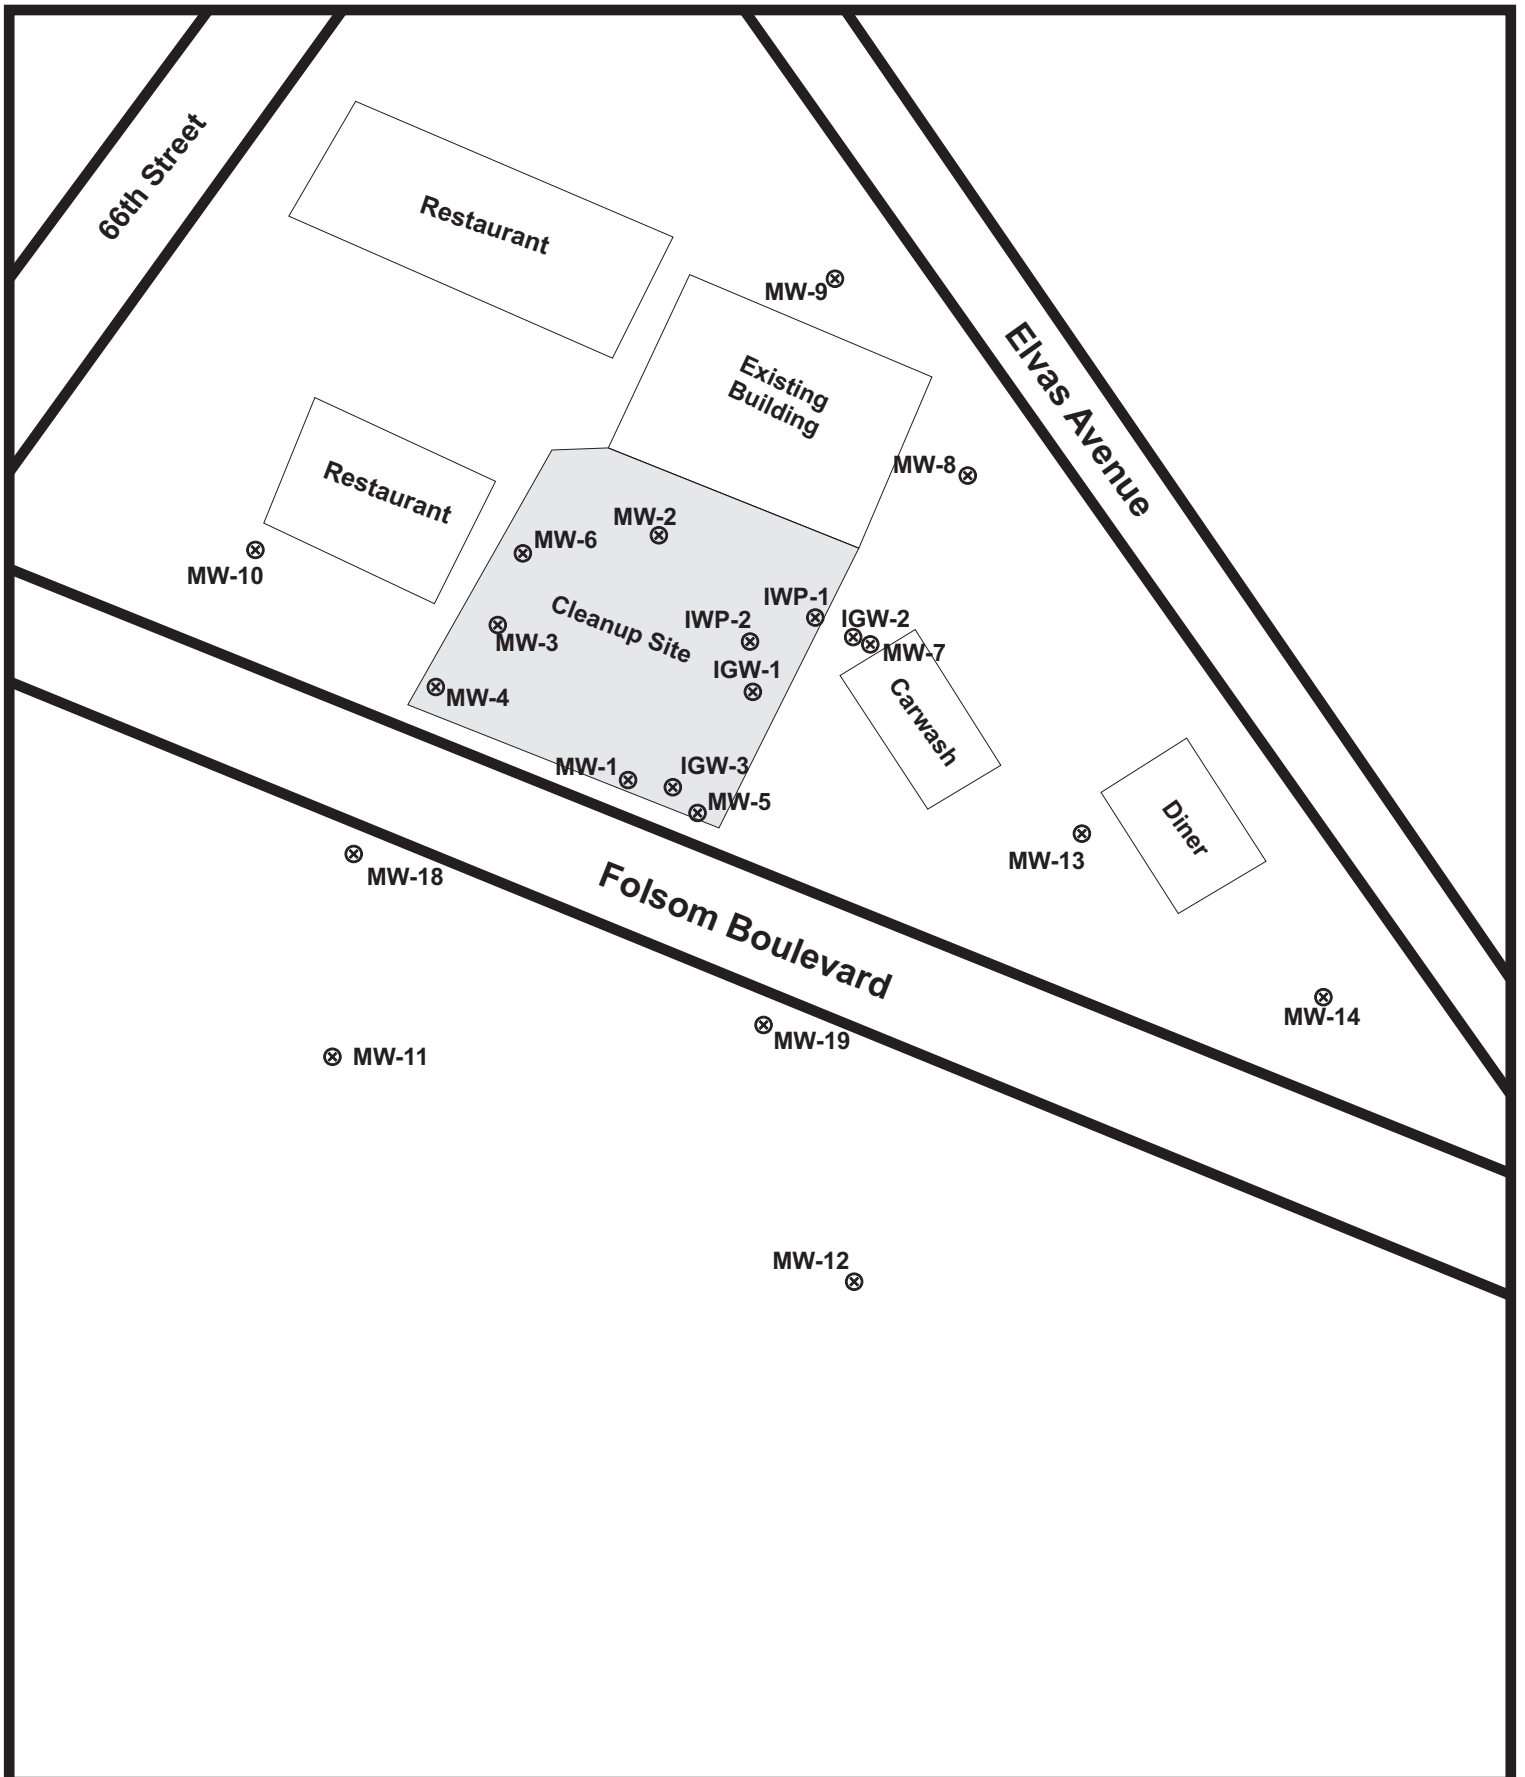 66th Street
Restaurant
MW-9
Elvas Avenue
Existing
Building
MW-8
Restaurant
MW-2
MW-6
MW-10
IWP-1
Cleanup Site
IWP-2
IGW-2
MW-3
MW-7
IGW-1
MW-4
Carwash
MW-1
IGW-3
MW-5
Diner
MW-13
MW-18
Folsom Boulevard
MW-14
MW-19
MW-11
MW-12